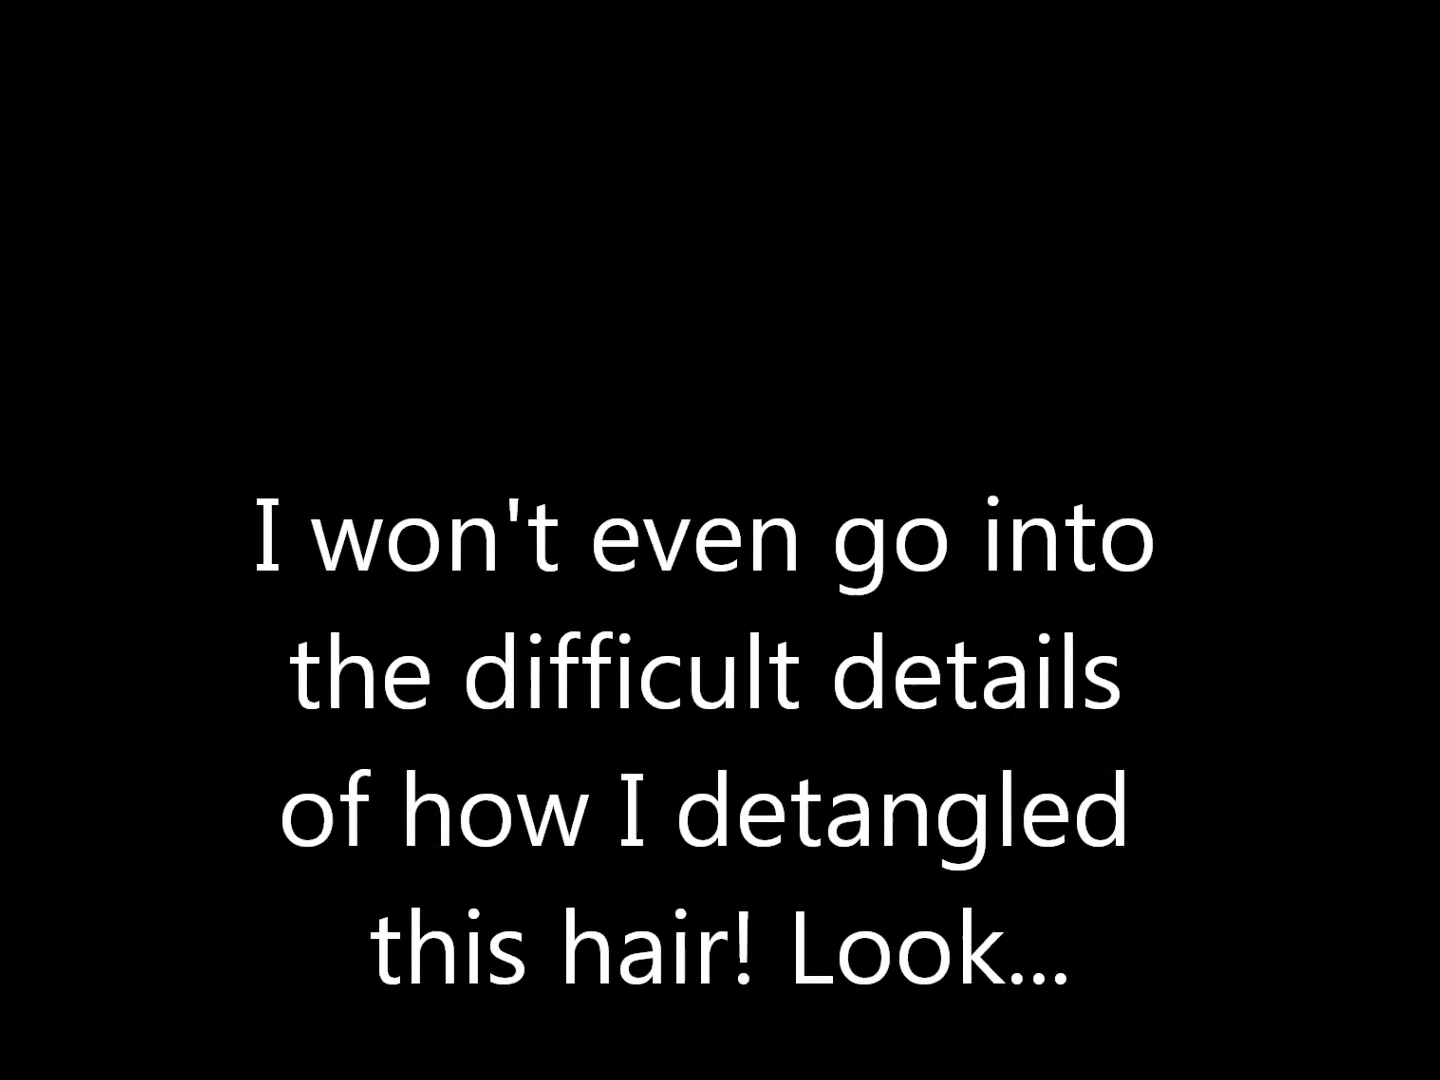 I won't even go into
the difficult details
of how I detangled
this hair! Look...